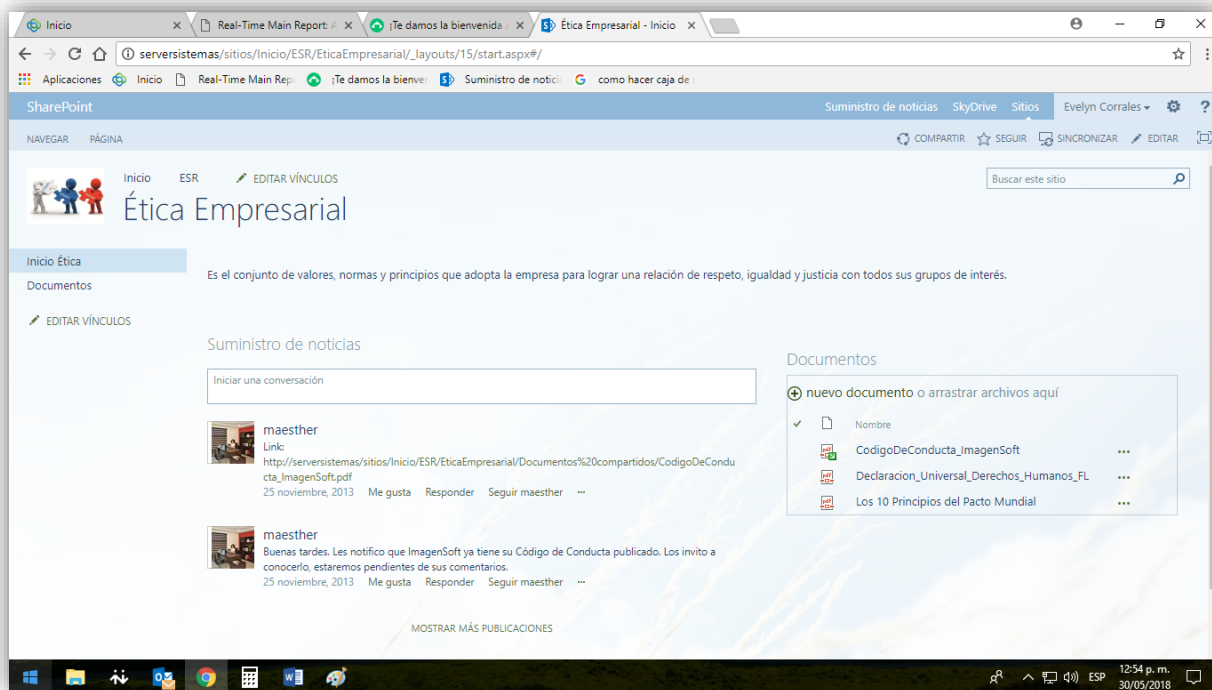 Inicio
Real-Time Main Report: A
¡Te damos la bienvenida a
Ética Empresarial - Inicio
serversistemas/sitios/Inicio/ESR/EticaEmpresarial/_layouts/15/start.aspx#/
Aplicaciones Inicio Real-Time Main Rep ¡Te damos la bienven Suministro de notici G como hacer caja de
SharePoint Suministro de noticias SkyDrive Sitios Evelyn Corrales ?
NAVEGAR PÁGINA COMPARTIR SEGUIR SINCRONIZAR EDITAR
Inicio ESR EDITAR VÍNCULOS Buscar este sitio
Ética Empresarial
Inicio Ética
Documentos
EDITAR VÍNCULOS
Es el conjunto de valores, normas y principios que adopta la empresa para lograr una relación de respeto, igualdad y justicia con todos sus grupos de interés.
Suministro de noticias
Iniciar una conversación
maesther
Link:
http://serversistemas/sitios/Inicio/ESR/EticaEmpresarial/Documentos%20compartidos/CodigoDeCondu
cta_ImagenSoft.pdf
25 noviembre, 2013 Me gusta Responder Seguir maesther ...
maesther
Buenas tardes. Les notifico que ImagenSoft ya tiene su Código de Conducta publicado. Los invito a
conocerlo, estaremos pendientes de sus comentarios.
25 noviembre, 2013 Me gusta Responder Seguir maesther ...
MOSTRAR MÁS PUBLICACIONES
Documentos
nuevo documento o arrastrar archivos aquí
Nombre
CodigoDeConducta_ImagenSoft ...
Declaracion_Universal_Derechos_Humanos_FL ...
Los 10 Principios del Pacto Mundial ...
ESP
12:54 p. m.
30/05/2018